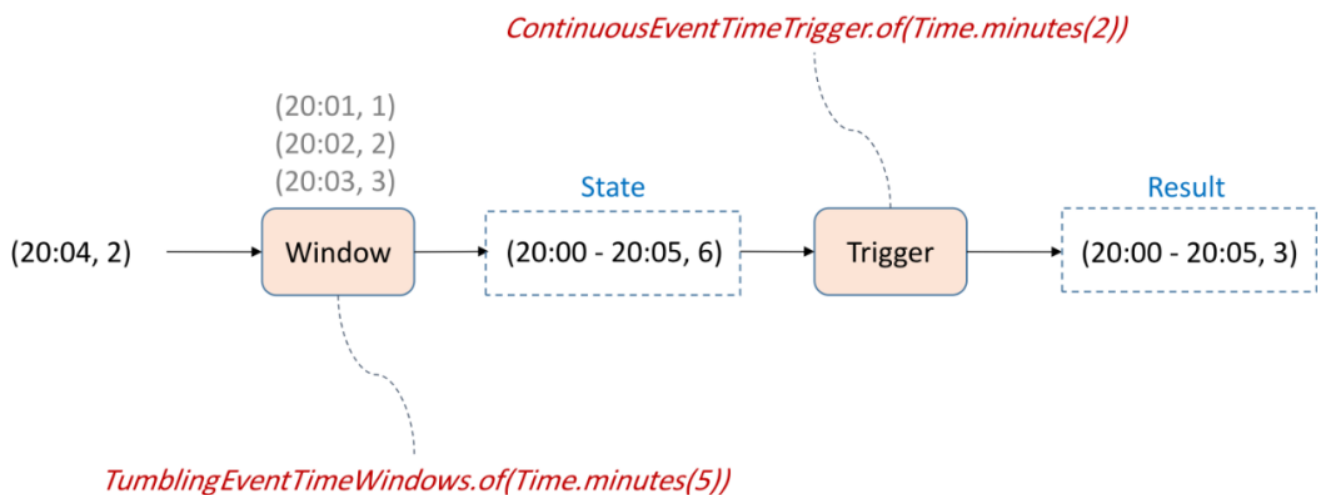 ContinuousEventTimeTrigger.of(Time.minutes(2))
(20:01, 1)
(20:02, 2)
(20:03, 3)
State
Result
(20:04, 2)
Window
(20:00 - 20:05, 6)
Trigger
(20:00 - 20:05, 3)
TumblingEventTimeWindows.of(Time.minutes(5))